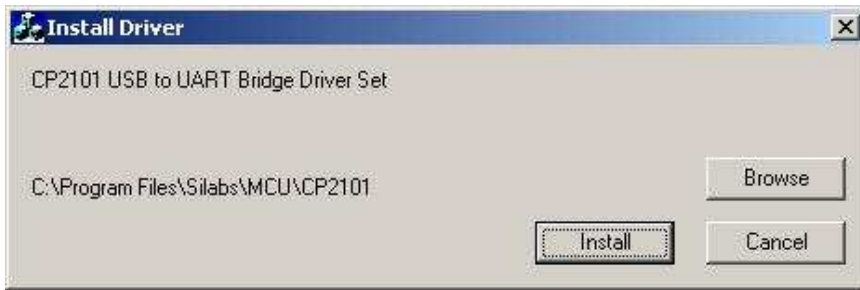 Install Driver
CP2101 USB to UART Bridge Driver Set
C:\Program Files\Silabs\MCU\CP2101
Browse
Install
Cancel